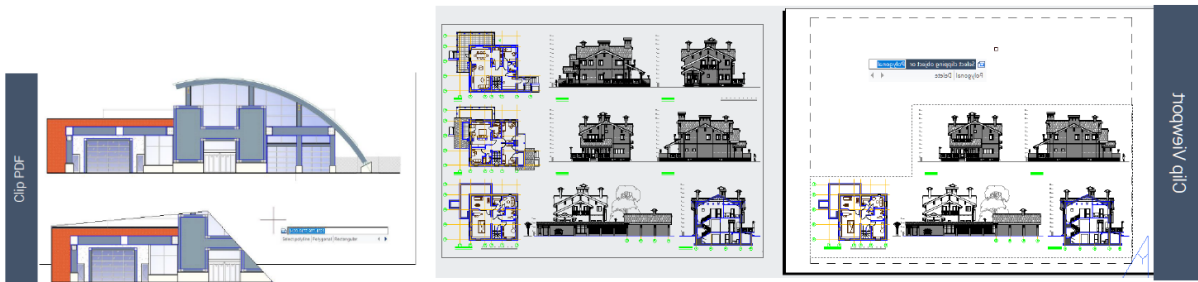 Clip PDF
Select polyline Polygonal Rectangular
Select clipping object or Polygonal
Polygonal Delete
Clip Viewport